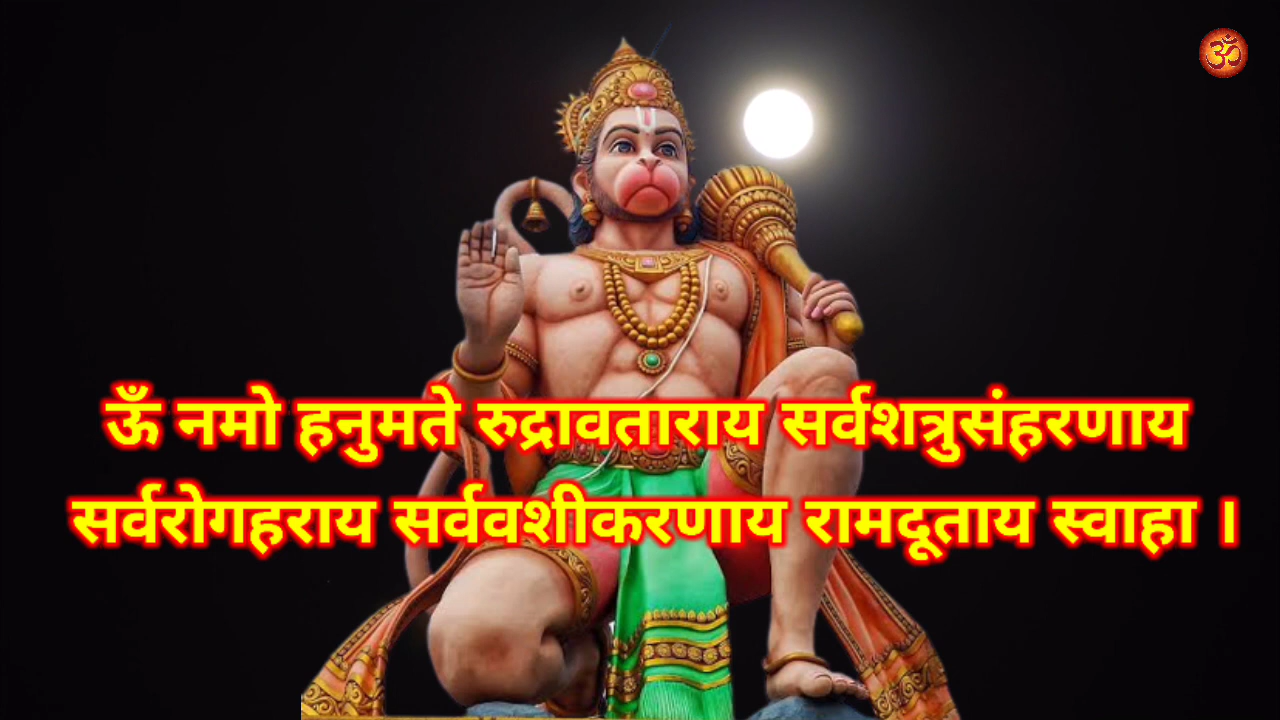 ॐ
ऊँ नमो हनुमते रुद्रावताराय सर्वशत्रुसंहरणाय
सर्वरोगहराय सर्ववशीकरणाय रामदूताय स्वाहा ।